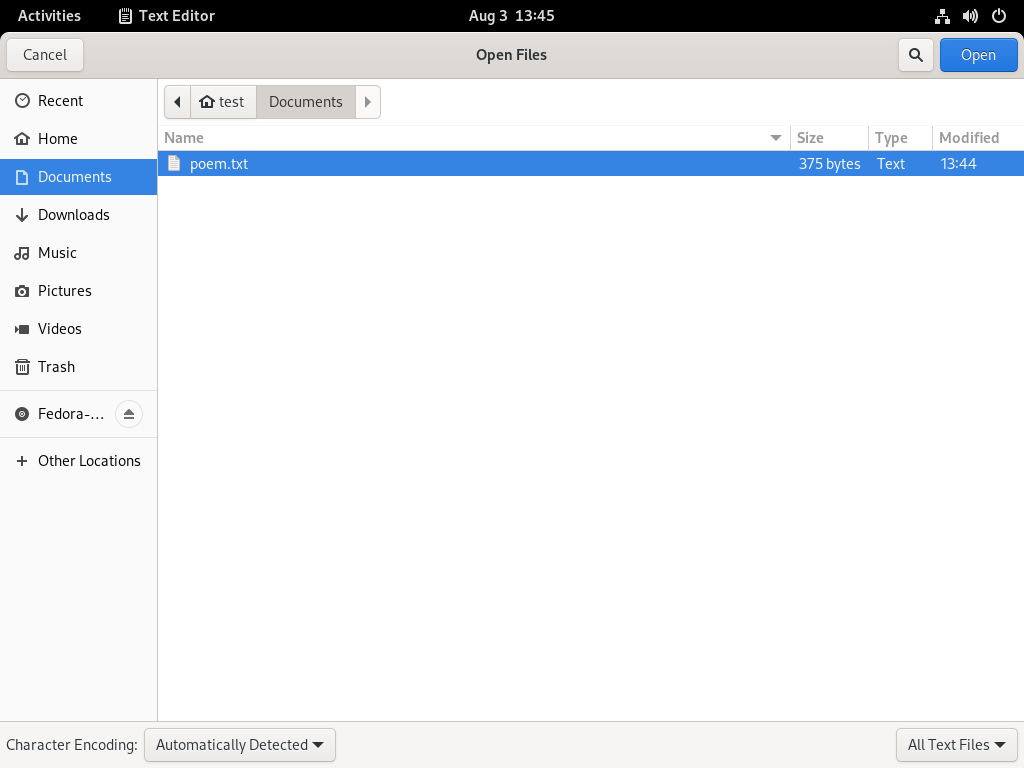 Activities Text Editor Aug 3 13:45
Cancel Open Files Open
Recent
Home
Documents
Downloads
Music
Pictures
Videos
Trash
Fedora-...
Other Locations
test Documents
Name Size Type Modified
poem.txt 375 bytes Text 13:44
Character Encoding: Automatically Detected All Text Files